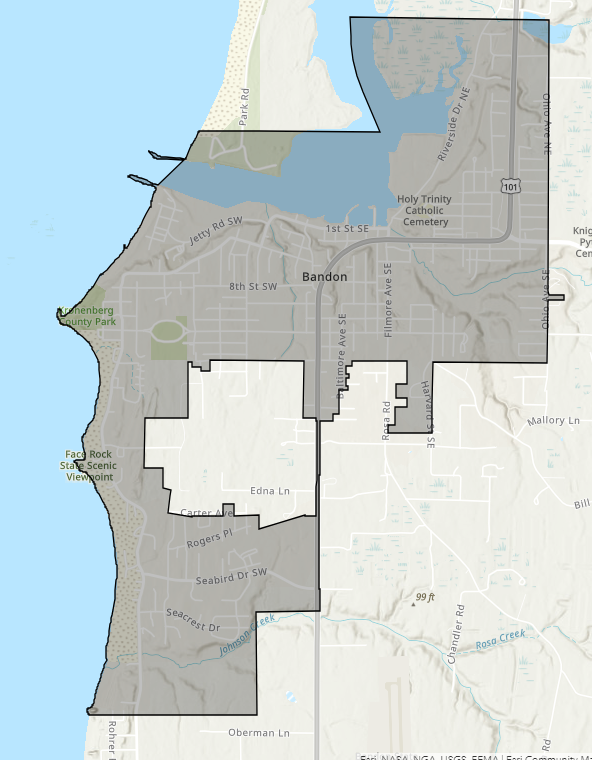 Park Rd
Riverside Dr NE
Ohio Ave NE
101
Holy Trinity
Catholic
Cemetery
Jetty Rd SW
1st St SE
Bandon
8th St SW
Filmore Ave SE
Ohio Ave SE
Kronenberg
County Park
Baltimore Ave SE
Rosa Rd
Harvard St SE
Mallory Ln
Face Rock
State Scenic
Viewpoint
Edna Ln
Bill
Carter Ave
Rogers Pl
Seabird Dr SW
99 ft
Seacrest Dr
Johnson Creek
Chandler Rd
Rosa Creek
Oberman Ln
Rd
Esri, NASA, NGA, USGS, FEMA | Esri Community Ma